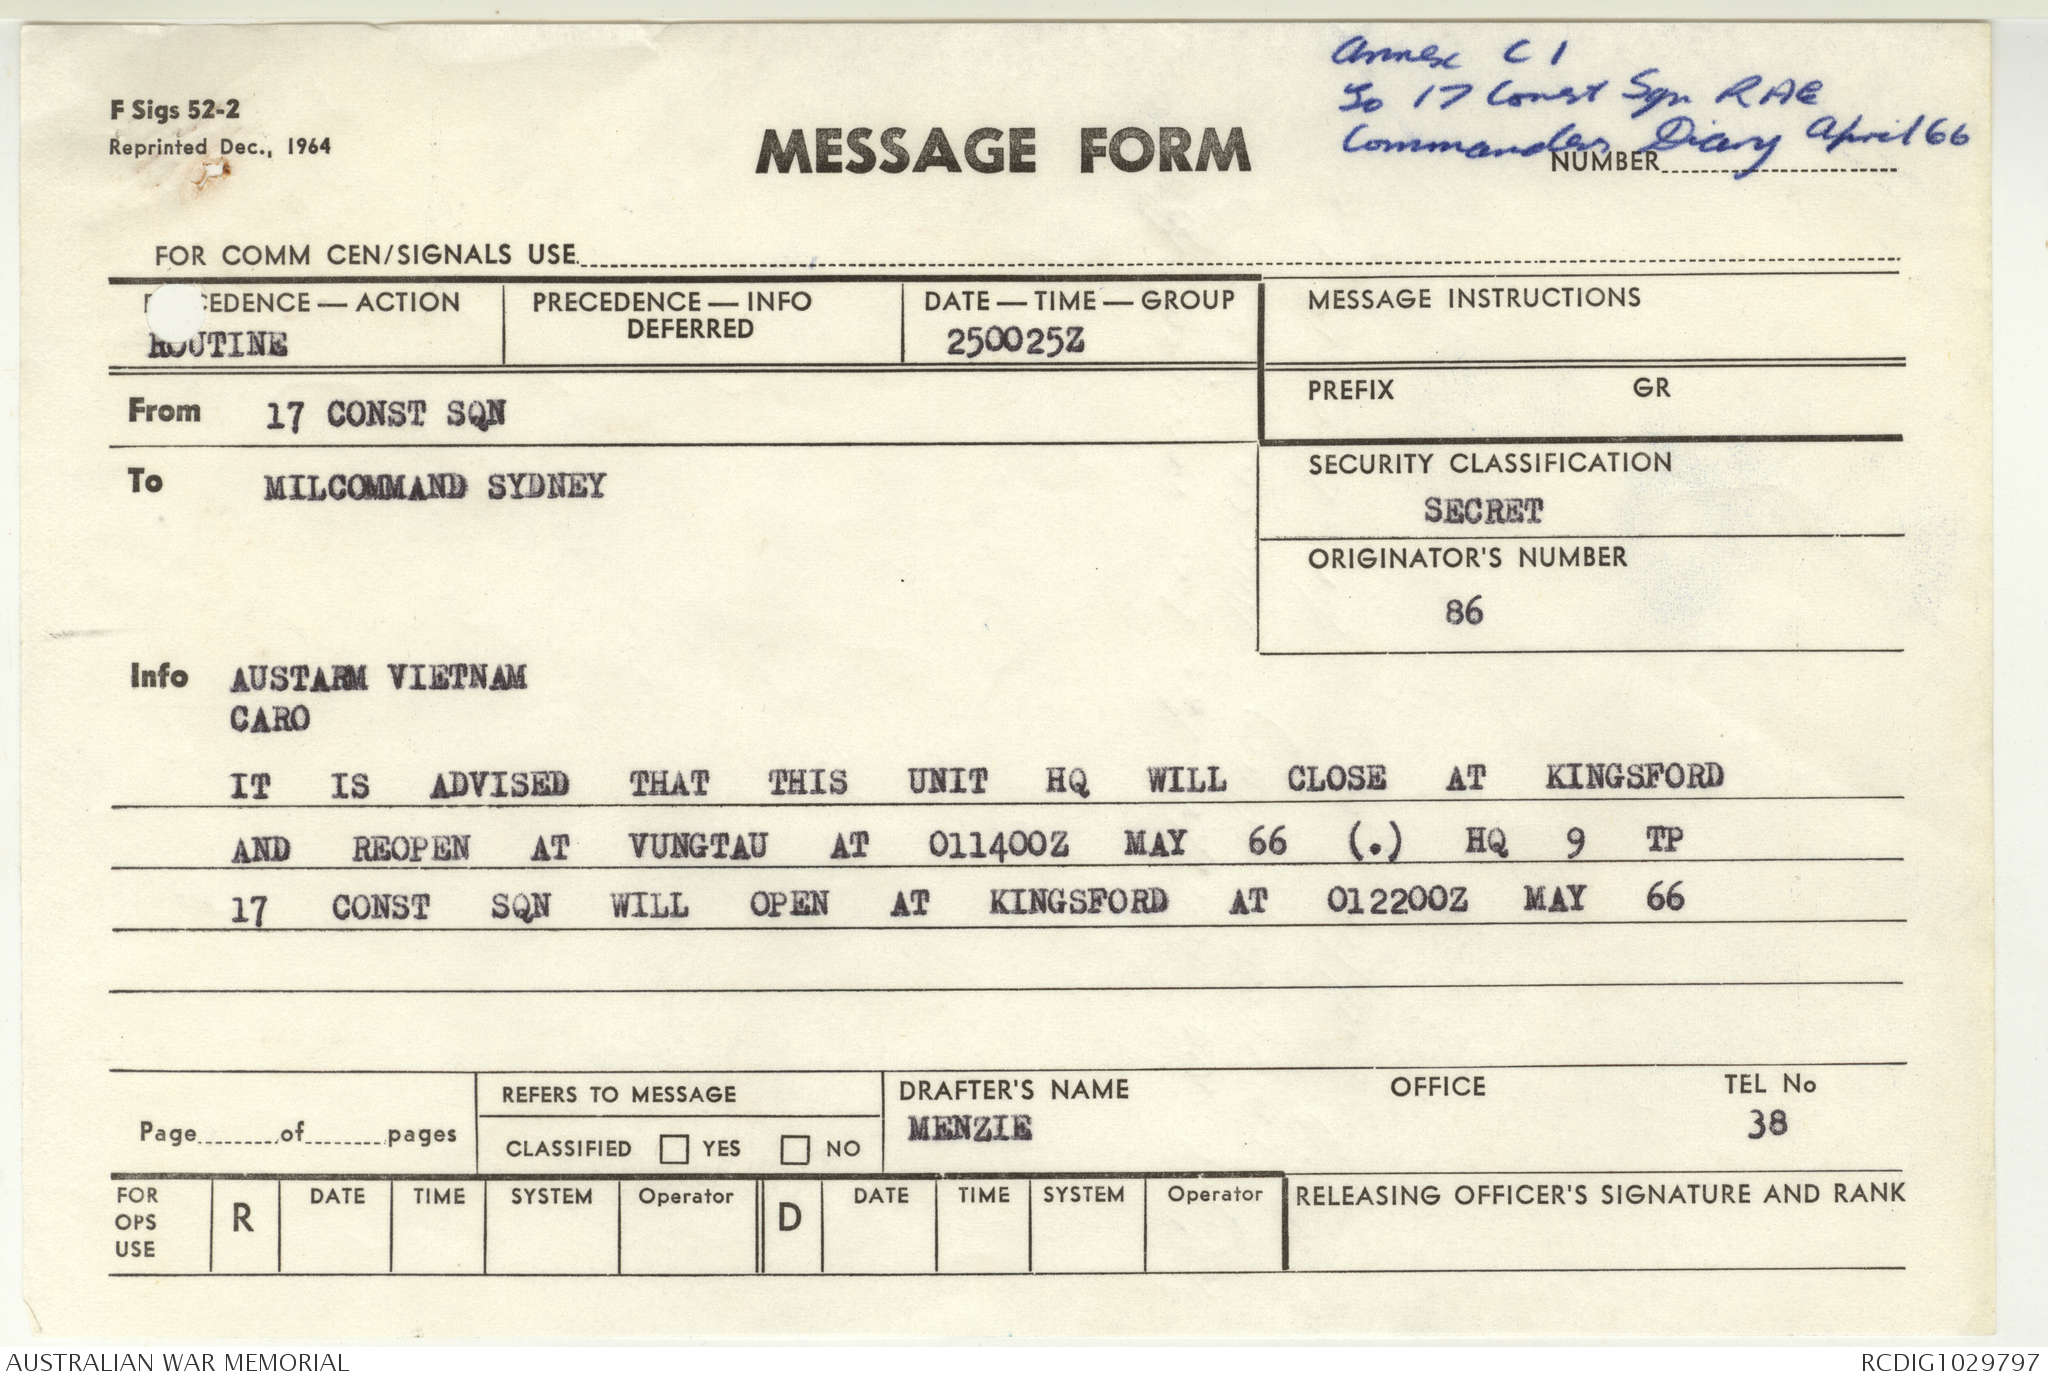 Annex C 1
To 17 Const Sqn RAE
Commanders Diary April 66
F Sigs 52-2
Reprinted Dec., 1964
MESSAGE FORM
NUMBER
FOR COMM CEN/SIGNALS USE
PRECEDENCE — ACTION
ROUTINE
PRECEDENCE — INFO
DEFERRED
DATE — TIME — GROUP
250025Z
MESSAGE INSTRUCTIONS
PREFIX GR
From 17 CONST SQN
To MILCOMMAND SYDNEY
SECURITY CLASSIFICATION
SECRET
ORIGINATOR'S NUMBER
86
Info AUSTARM VIETNAM
CARO
IT IS ADVISED THAT THIS UNIT HQ WILL CLOSE AT KINGSFORD
AND REOPEN AT VUNGTAU AT 011400Z MAY 66 (.) HQ 9 TP
17 CONST SQN WILL OPEN AT KINGSFORD AT 012200Z MAY 66
Page of pages
REFERS TO MESSAGE
CLASSIFIED YES NO
DRAFTER'S NAME OFFICE TEL No
MENZIE 38
FOR OPS USE R DATE TIME SYSTEM Operator D DATE TIME SYSTEM Operator
RELEASING OFFICER'S SIGNATURE AND RANK
AUSTRALIAN WAR MEMORIAL RCDIG1029797